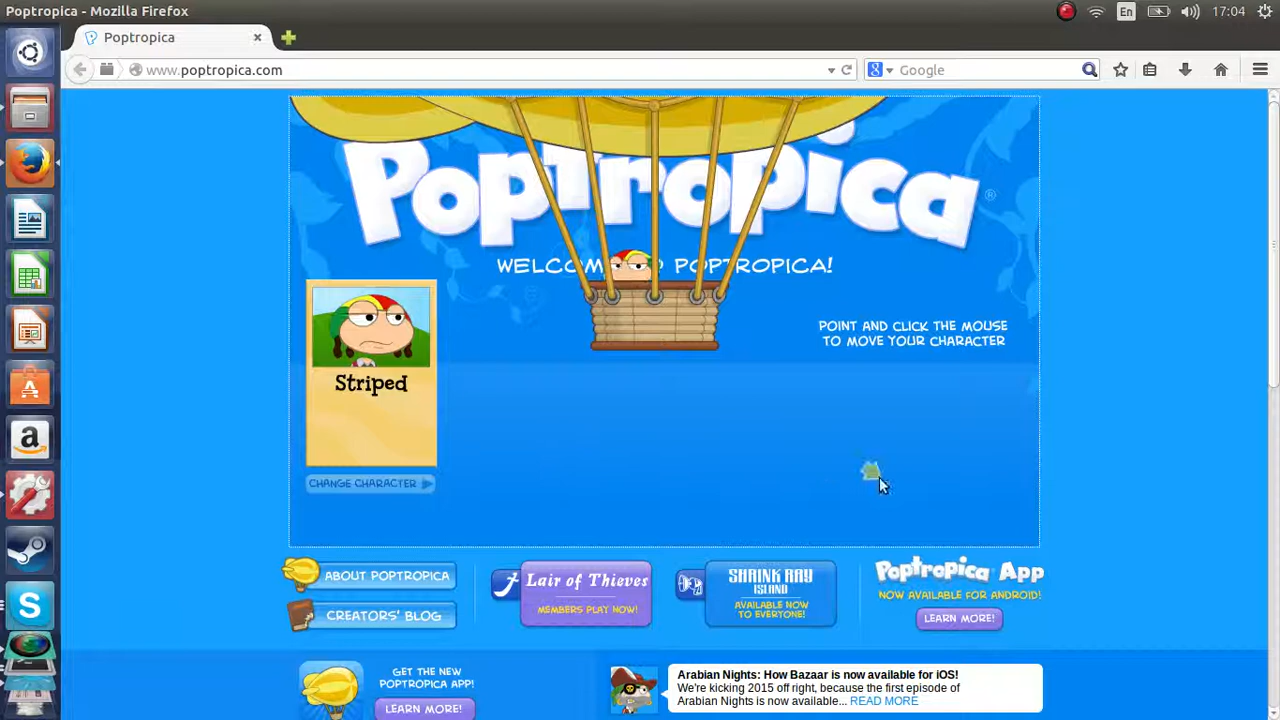 Poptropica - Mozilla Firefox
En
17:04
Poptropica
www.poptropica.com
Google
Poptropica®
WELCOME TO POPTROPICA!
POINT AND CLICK THE MOUSE
TO MOVE YOUR CHARACTER
Striped
CHANGE CHARACTER
ABOUT POPTROPICA
CREATORS' BLOG
Lair of Thieves
MEMBERS PLAY NOW!
SHRINK RAY
ISLAND
AVAILABLE NOW
TO EVERYONE!
Poptropica App
NOW AVAILABLE FOR ANDROID!
LEARN MORE!
GET THE NEW
POPTROPICA APP!
LEARN MORE!
Arabian Nights: How Bazaar is now available for iOS!
We're kicking 2015 off right, because the first episode of
Arabian Nights is now available... READ MORE